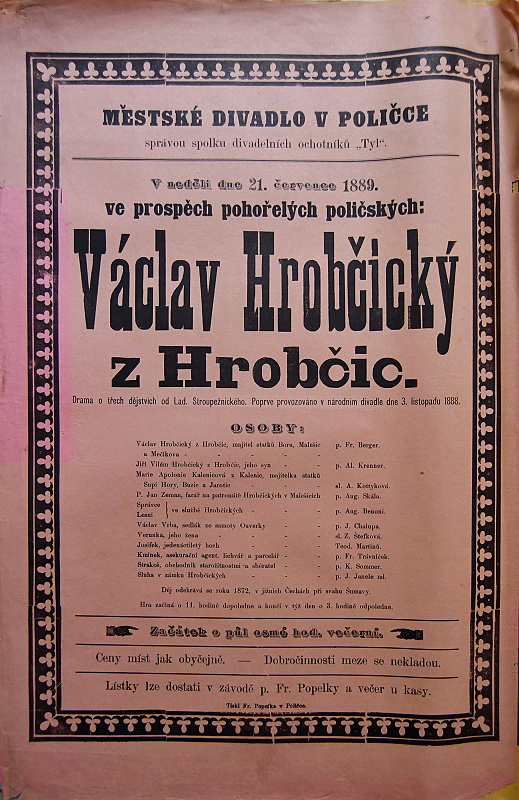 MĚSTSKÉ DIVADLO V POLIČCE
správou spolku divadelních ochotníků „Tyl“.
V neděli dne 21. července 1889.
ve prospěch pohořelých poličských:
Václav Hrobčický
z Hrobčic.
Drama o třech dějstvích od Lad. Stroupežnického. Poprve provozováno v národním divadle dne 3. listopadu 1888.
OSOBY:
Václav Hrobčický z Hrobčic, majitel statků Boru, Malešic
a Mečíkova - - - - - p. Fr. Berger.
Jiří Vilém Hrobčický z Hrobčic, jeho syn - - p. Al. Krenner.
Marie Apolonie Kalenicová z Kalenic, majitelka statků
Supí Hory, Buzic a Jarotic - - - sl. A. Kottyková.
P. Jan Zeman, farář na patronátě Hrobčických v Malešicích p. Aug. Skála.
Správce
Lesní } ve službě Hrobčických - - - p. Aug. Benoni.
Václav Vrba, sedlák ze samoty Ouverky - - p. J. Chalupa.
Verunka, jeho žena - - - - sl. Z. Štefková.
Josífek, jedenáctiletý hoch - - - Teod. Martinů.
Kmínek, asekurační agent, lichvář a parcelář - - p. Fr. Trávníček.
Strakoš, obchodník starožitnostmi a sběratel - - p. K. Sommer.
Sluha v zámku Hrobčických - - - p. J. Janele ml.
Děj odehrává se roku 1872, v jižních Čechách při svahu Šumavy.
Hra začíná o 11. hodině dopoledne a končí v týž den o 3. hodině odpoledne.
Začátek o půl osmé hod. večerní.
Ceny míst jak obyčejně. — Dobročinnosti meze se nekladou.
Lístky lze dostati v závodě p. Fr. Popelky a večer u kasy.
Tiskl Fr. Popelka v Poličce.